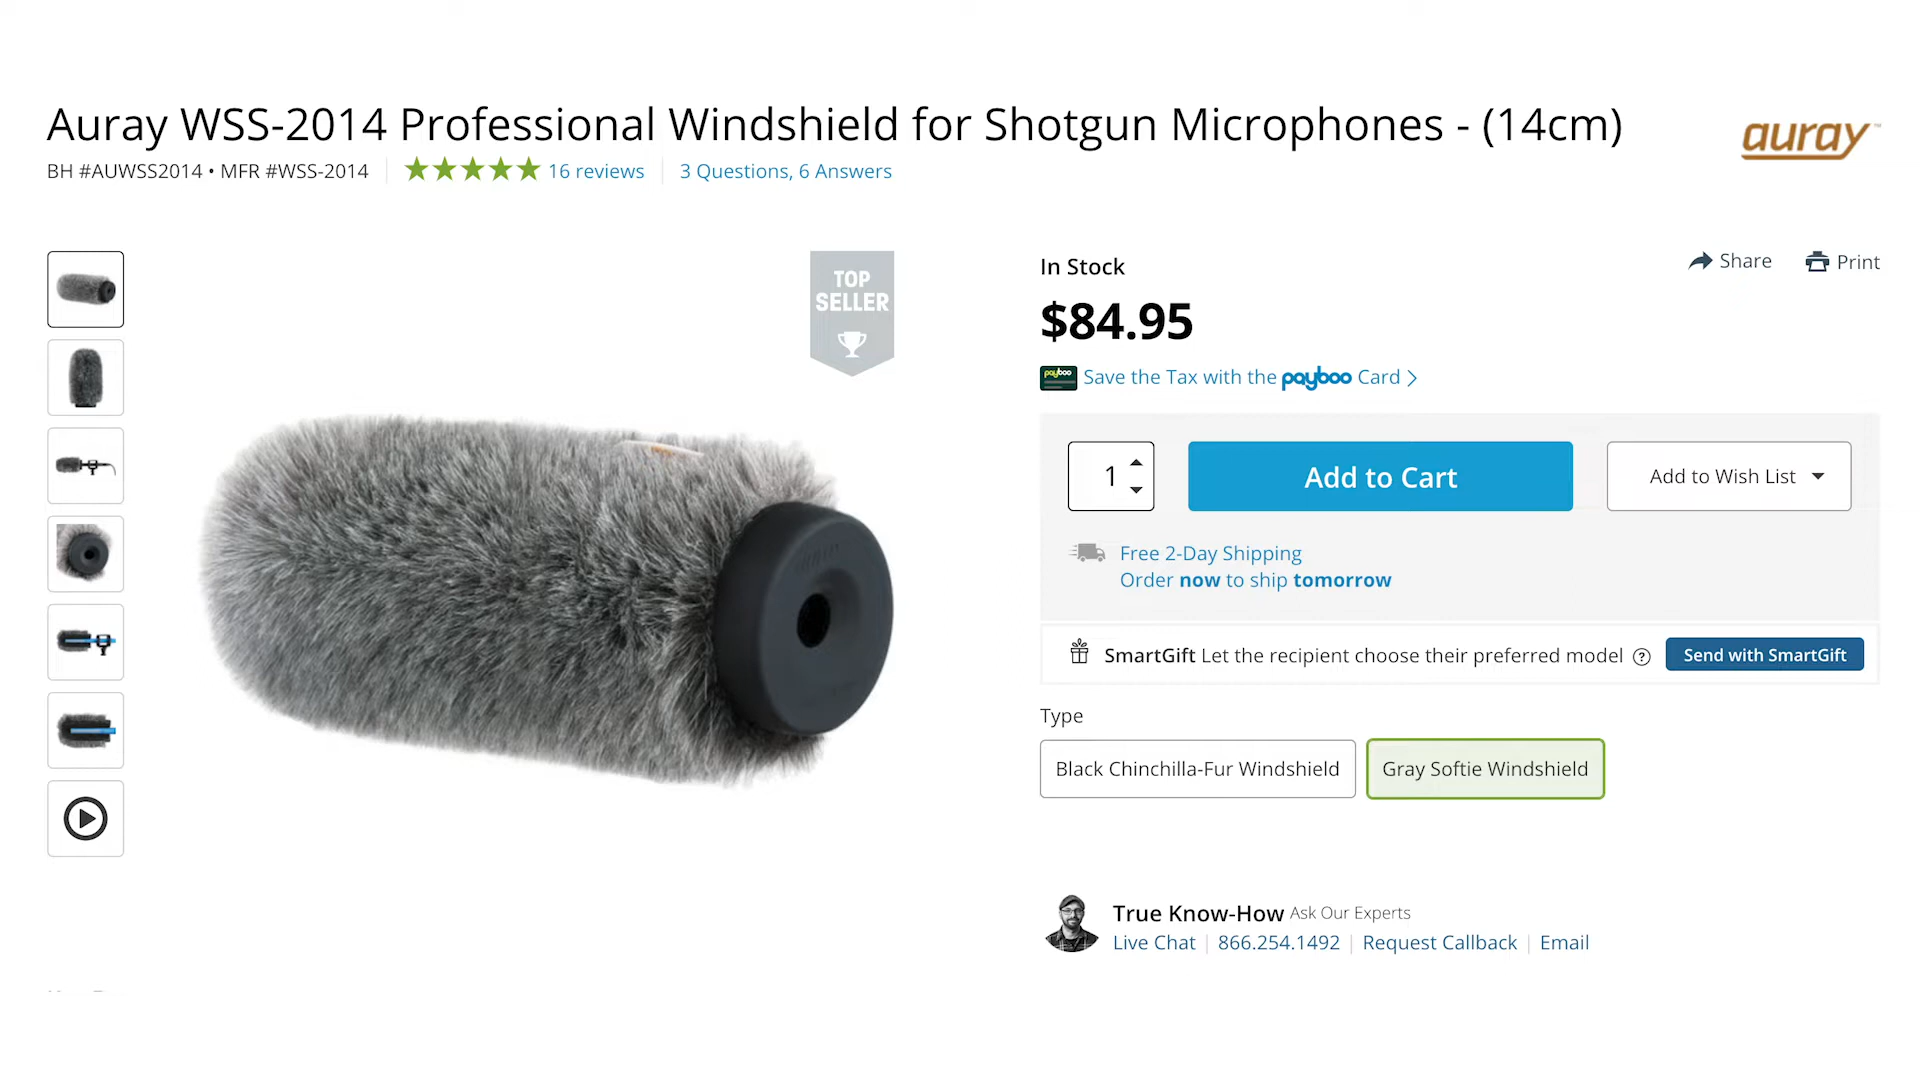 Auray WSS-2014 Professional Windshield for Shotgun Microphones - (14cm)
auray™
BH #AUWSS2014 • MFR #WSS-2014
16 reviews
3 Questions, 6 Answers
TOP
SELLER
In Stock
Share
Print
$84.95
payboo
Save the Tax with the payboo Card
1
Add to Cart
Add to Wish List
Free 2-Day Shipping
Order now to ship tomorrow
SmartGift Let the recipient choose their preferred model ?
Send with SmartGift
Type
Black Chinchilla-Fur Windshield
Gray Softie Windshield
True Know-How Ask Our Experts
Live Chat | 866.254.1492 | Request Callback | Email